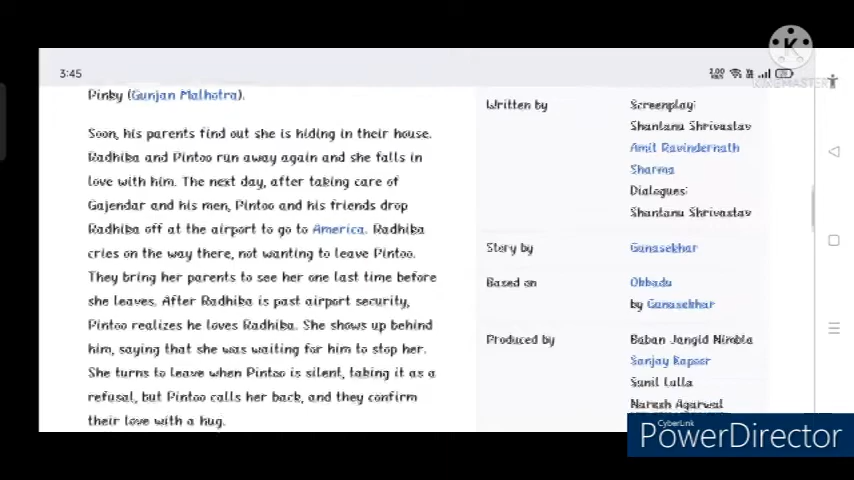 3:45
KINEMASTER
Pinky (Gunjan Malhotra).
Soon, his parents find out she is hiding in their house.
Radhika and Pintoo run away again and she falls in
love with him. The next day, after taking care of
Gajendar and his men, Pintoo and his friends drop
Radhika off at the airport to go to America. Radhika
cries on the way there, not wanting to leave Pintoo.
They bring her parents to see her one last time before
she leaves. After Radhika is past airport security,
Pintoo realizes he loves Radhika. She shows up behind
him, saying that she was waiting for him to stop her.
She turns to leave when Pintoo is silent, taking it as a
refusal, but Pintoo calls her back, and they confirm
their love with a hug.
Written by
Screenplay:
Shantanu Shrivastav
Amit Ravindernath
Sharma
Dialogues:
Shantanu Shrivastav
Story by
Gunasekhar
Based on
Okkadu
by Gunasekhar
Produced by
Baban Jangid Nimbla
Sanjay Kapoor
Sunil Lulla
Naresh Agarwal
CyberLink
PowerDirector